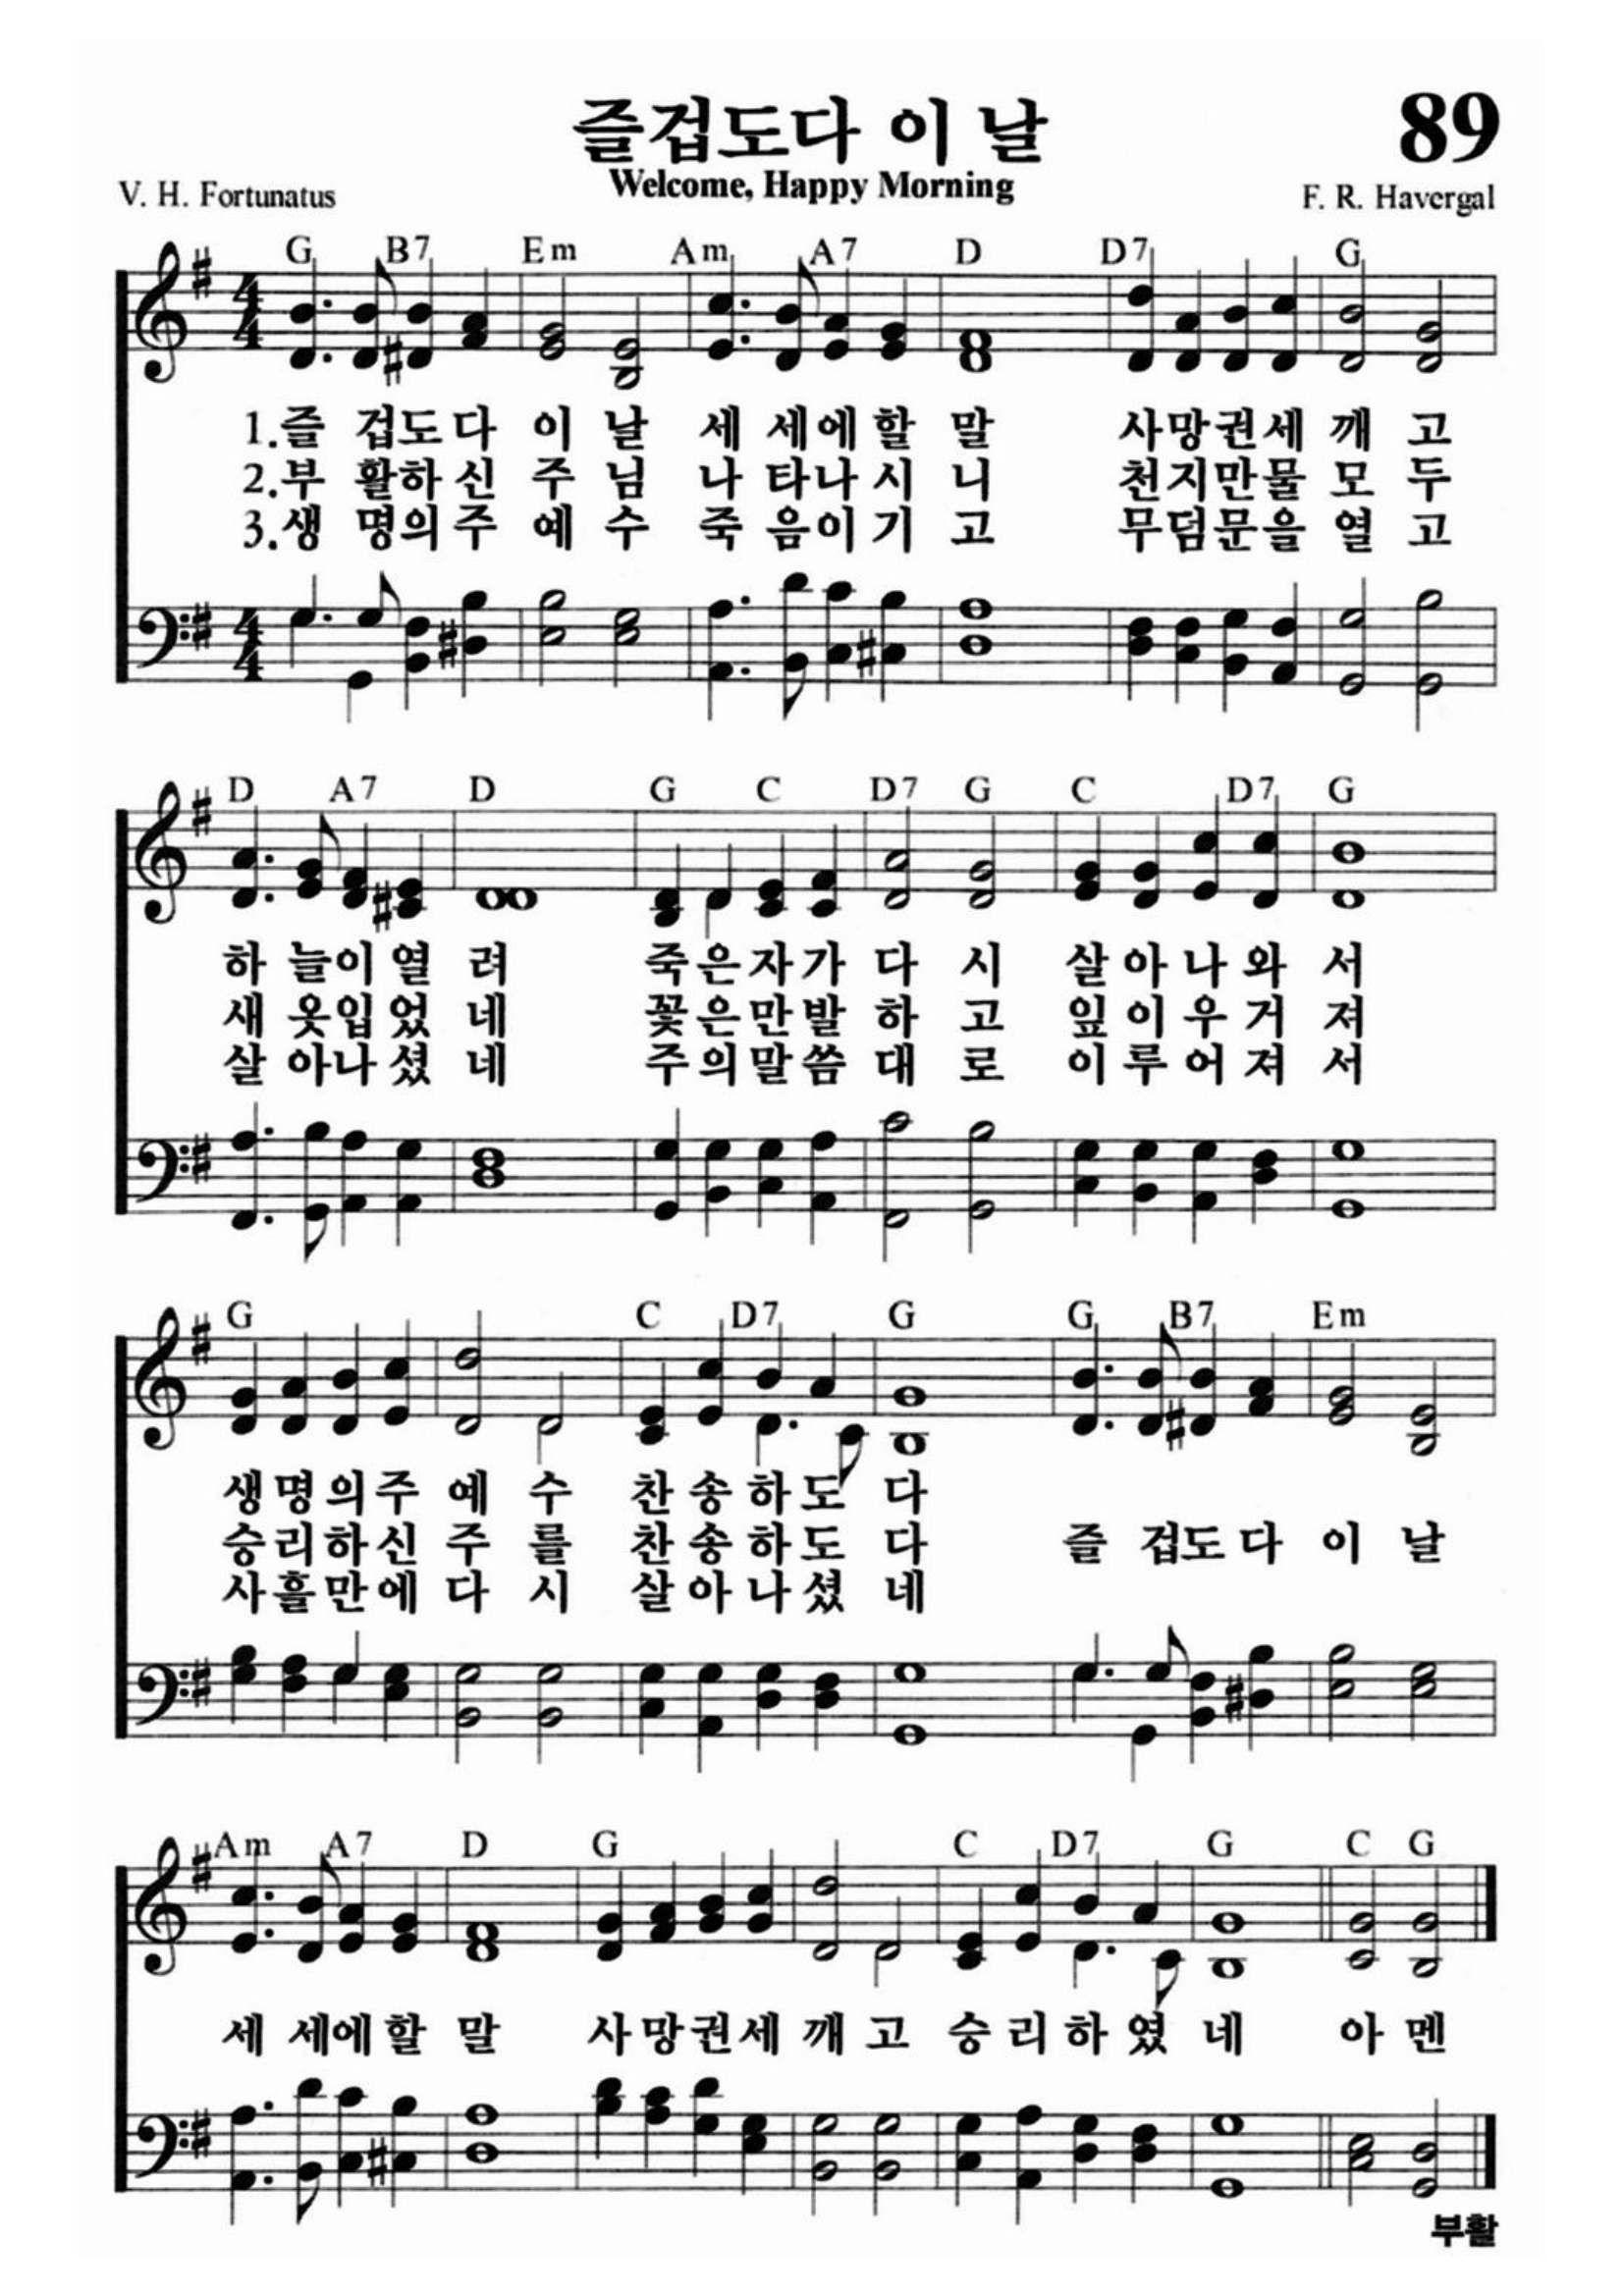 즐겁도다 이 날
89
Welcome, Happy Morning
V. H. Fortunatus
F. R. Havergal
G B7 Em Am A7 D D7 G
1.즐 겁도다 이 날 세 세에할 말 사망권세 깨 고
2.부 활하신 주 님 나 타나시 니 천지만물 모 두
3.생 명의주 예 수 죽 음이기 고 무덤문을 열 고
D A7 D G C D7 G C D7 G
하 늘이열 려 죽은자가 다 시 살아나와 서
새 옷입었 네 꽃은만발 하 고 잎이우거 져
살 아나셨 네 주의말씀 대 로 이루어져 서
G C D7 G G B7 Em
생명의주 예 수 찬송하도 다
승리하신 주 를 찬송하도 다 즐 겁도다 이 날
사흘만에 다 시 살아나셨 네
Am A7 D G C D7 G C G
세 세에할 말 사망권세 깨고 승리하였 네 아멘
부활